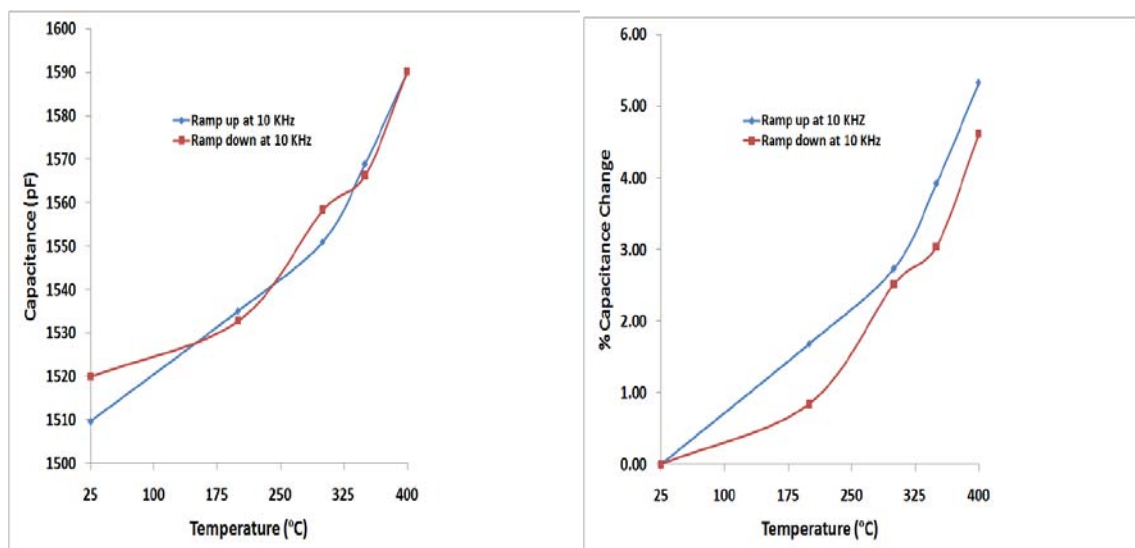 1600
1590
1580
1570
1560
1550
1540
1530
1520
1510
1500
Capacitance (pF)
Ramp up at 10 KHz
Ramp down at 10 KHz
25 100 175 250 325 400
Temperature (°C)
6.00
5.00
4.00
3.00
2.00
1.00
0.00
% Capacitance Change
Ramp up at 10 KHZ
Ramp down at 10 KHz
25 100 175 250 325 400
Temperature (°C)